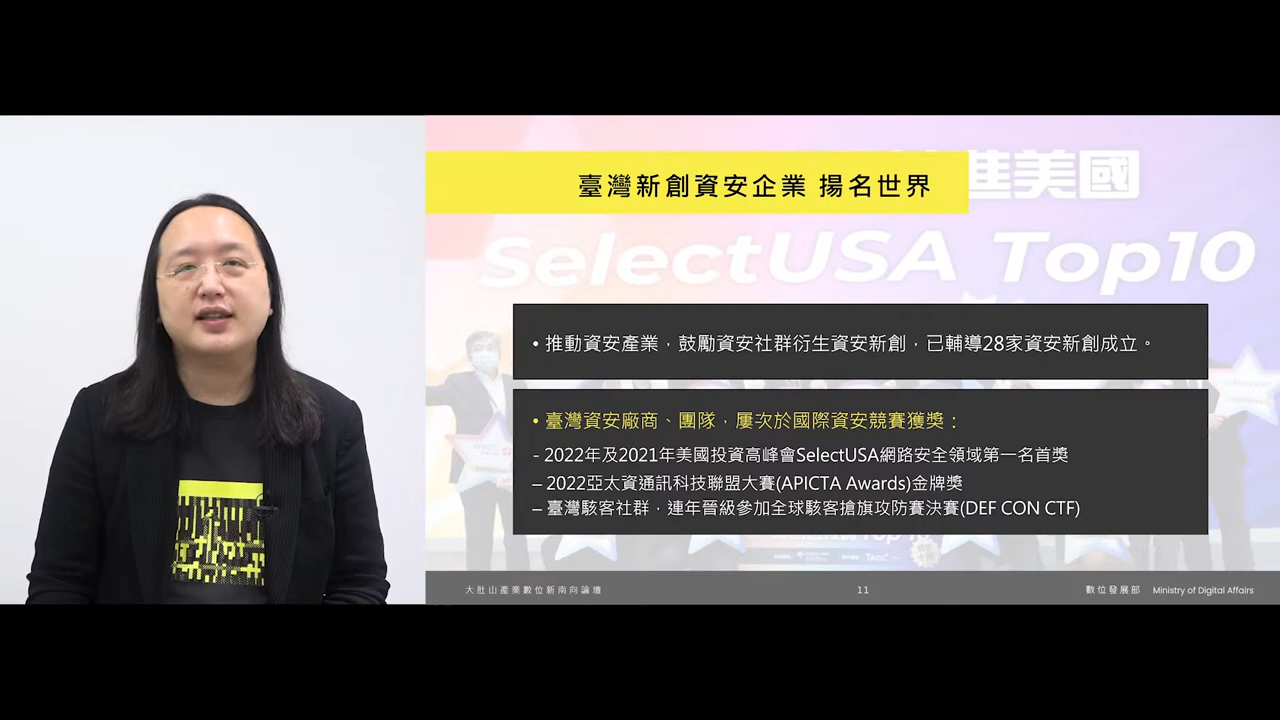 進美國
臺灣新創資安企業 揚名世界
SelectUSA Top10
• 推動資安產業，鼓勵資安社群衍生資安新創，已輔導28家資安新創成立。
• 臺灣資安廠商、團隊，屢次於國際資安競賽獲獎：
- 2022年及2021年美國投資高峰會SelectUSA網路安全領域第一名首獎
– 2022亞太資通訊科技聯盟大賽(APICTA Awards)金牌獎
– 臺灣駭客社群，連年晉級參加全球駭客搶旗攻防賽決賽(DEF CON CTF)
大肚山產業數位新南向論壇
11
數位發展部 Ministry of Digital Affairs